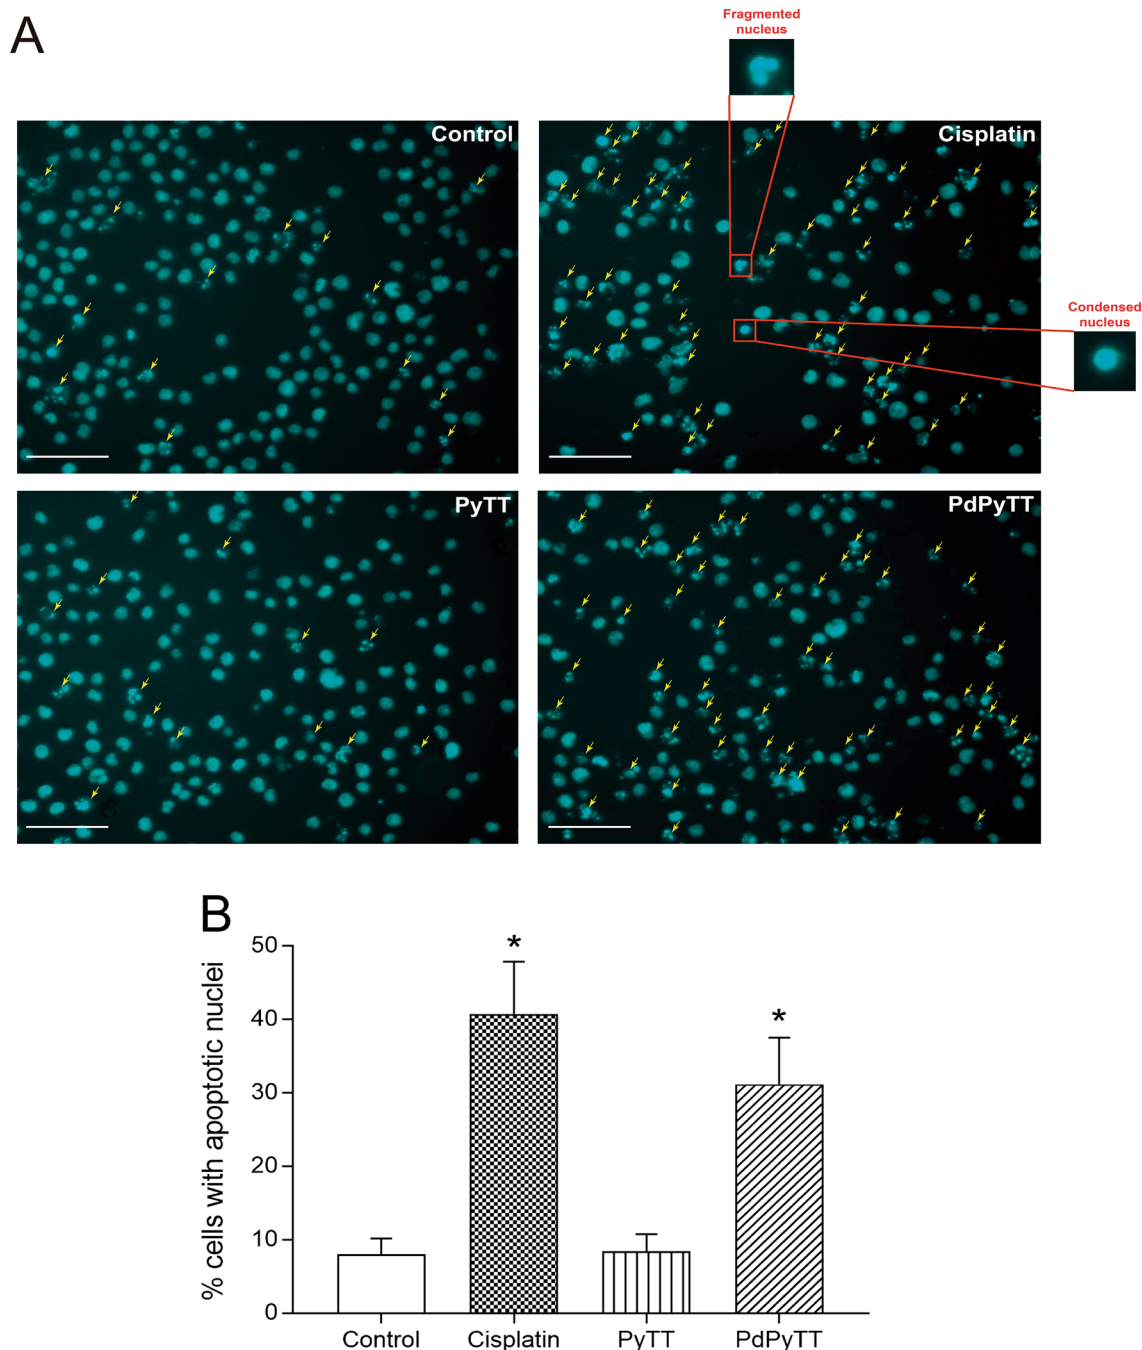 A
Fragmented
nucleus
Control
Cisplatin
Condensed
nucleus
PyTT
PdPyTT
B
% cells with apoptotic nuclei
50
40
30
20
10
0
*
*
Control
Cisplatin
PyTT
PdPyTT